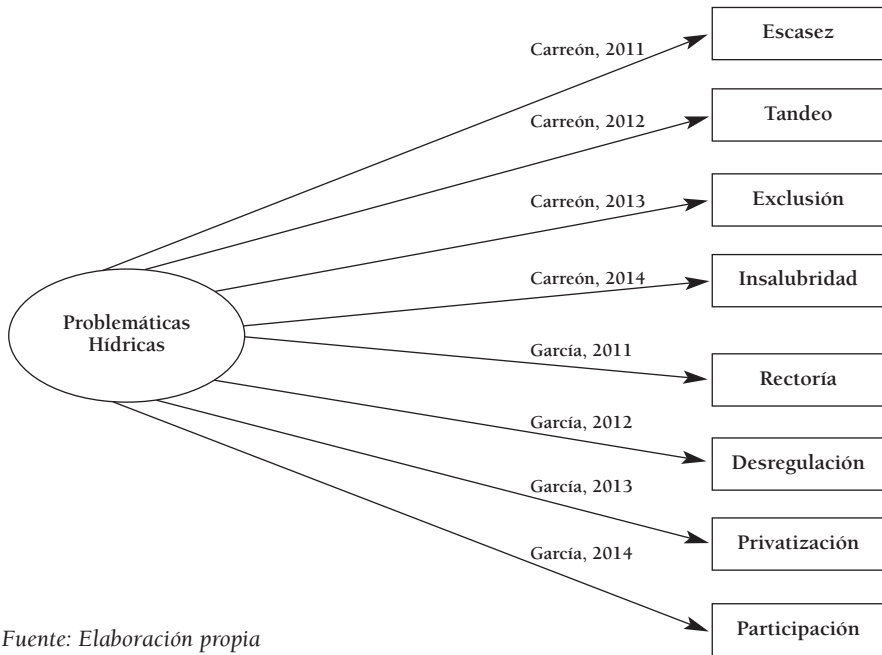 Carreón, 2011
Escasez
Carreón, 2012
Tandeo
Carreón, 2013
Exclusión
Carreón, 2014
Insalubridad
Problemáticas
Hídricas
García, 2011
Rectoría
García, 2012
Desregulación
García, 2013
Privatización
García, 2014
Participación
Fuente: Elaboración propia